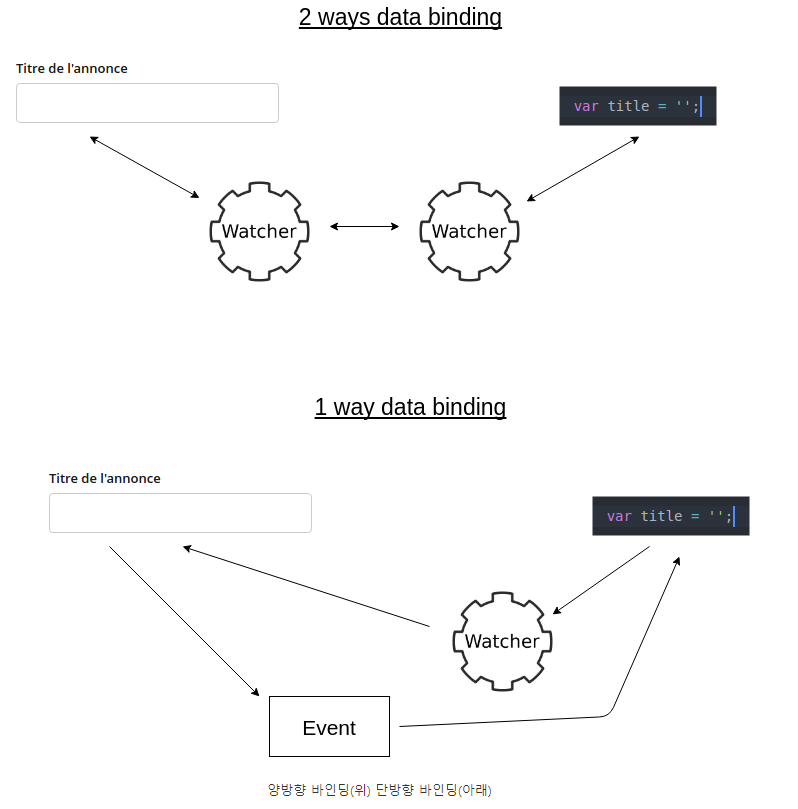 2 ways data binding
Titre de l'annonce
var title = '';
Watcher
Watcher
1 way data binding
Titre de l'annonce
var title = '';
Watcher
Event
양방향 바인딩(위) 단방향 바인딩(아래)